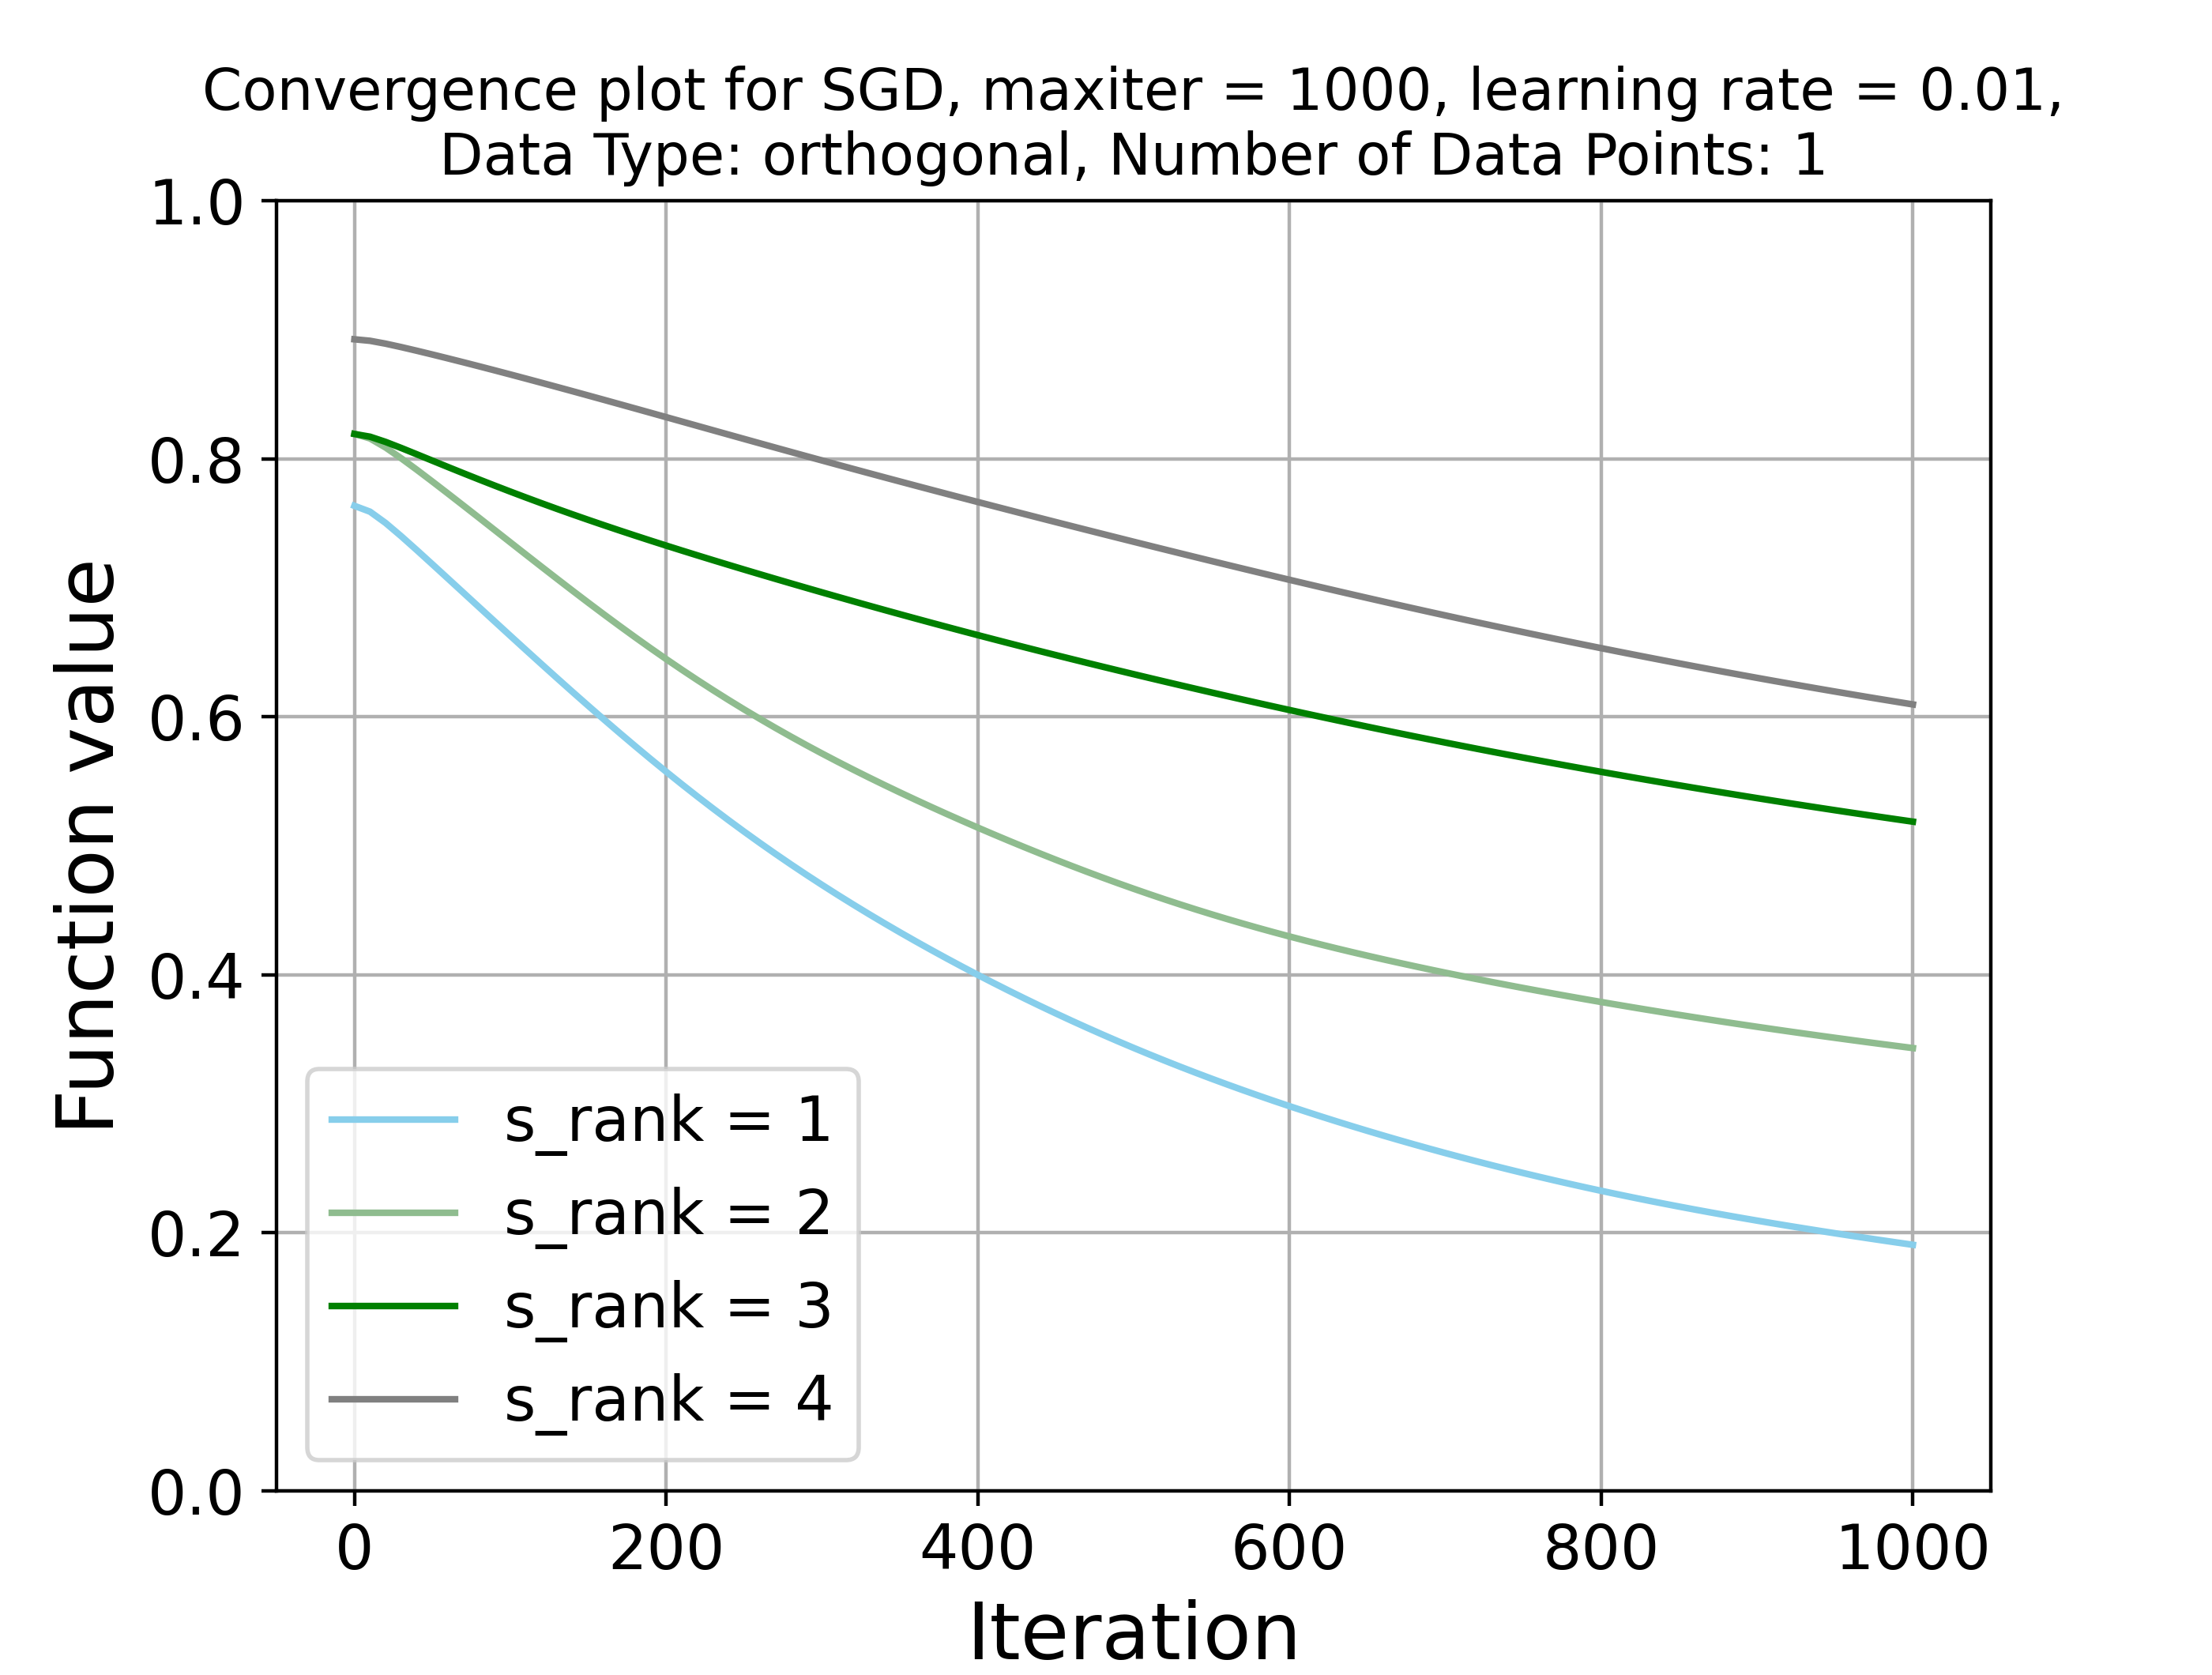 Convergence plot for SGD, maxiter = 1000, learning rate = 0.01,
Data Type: orthogonal, Number of Data Points: 1
1.0
0.8
0.6
0.4
0.2
0.0
Function value
s_rank = 1
s_rank = 2
s_rank = 3
s_rank = 4
0 200 400 600 800 1000
Iteration